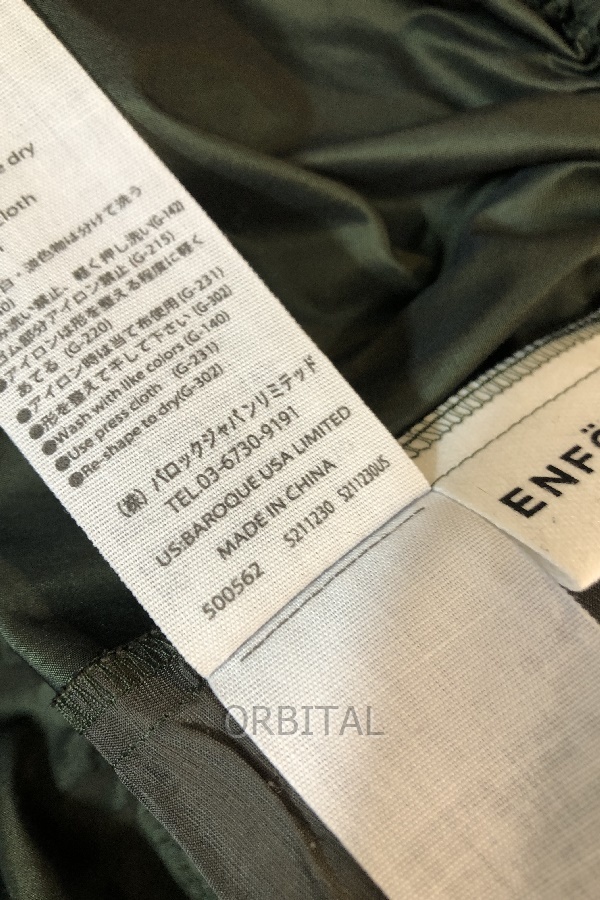 e dry
cloth
白・淡色物は分けて洗う
み洗い禁止、軽く押し洗い(G-142)
部分アイロン禁止(G-215)
●アイロンは形を整える程度に軽く
あてる (G-220)
●アイロン時は当て布使用(G-231)
●形を整えて干して下さい(G-302)
●Wash with like colors (G-140)
●Use press cloth (G-231)
●Re-shape to dry(G-302)
(株) バロックジャパンリミテッド
TEL.03-6730-9191
US:BAROQUE USA LIMITED
MADE IN CHINA
500562 S211230 S211230US
ENFÖ
ORBITAL